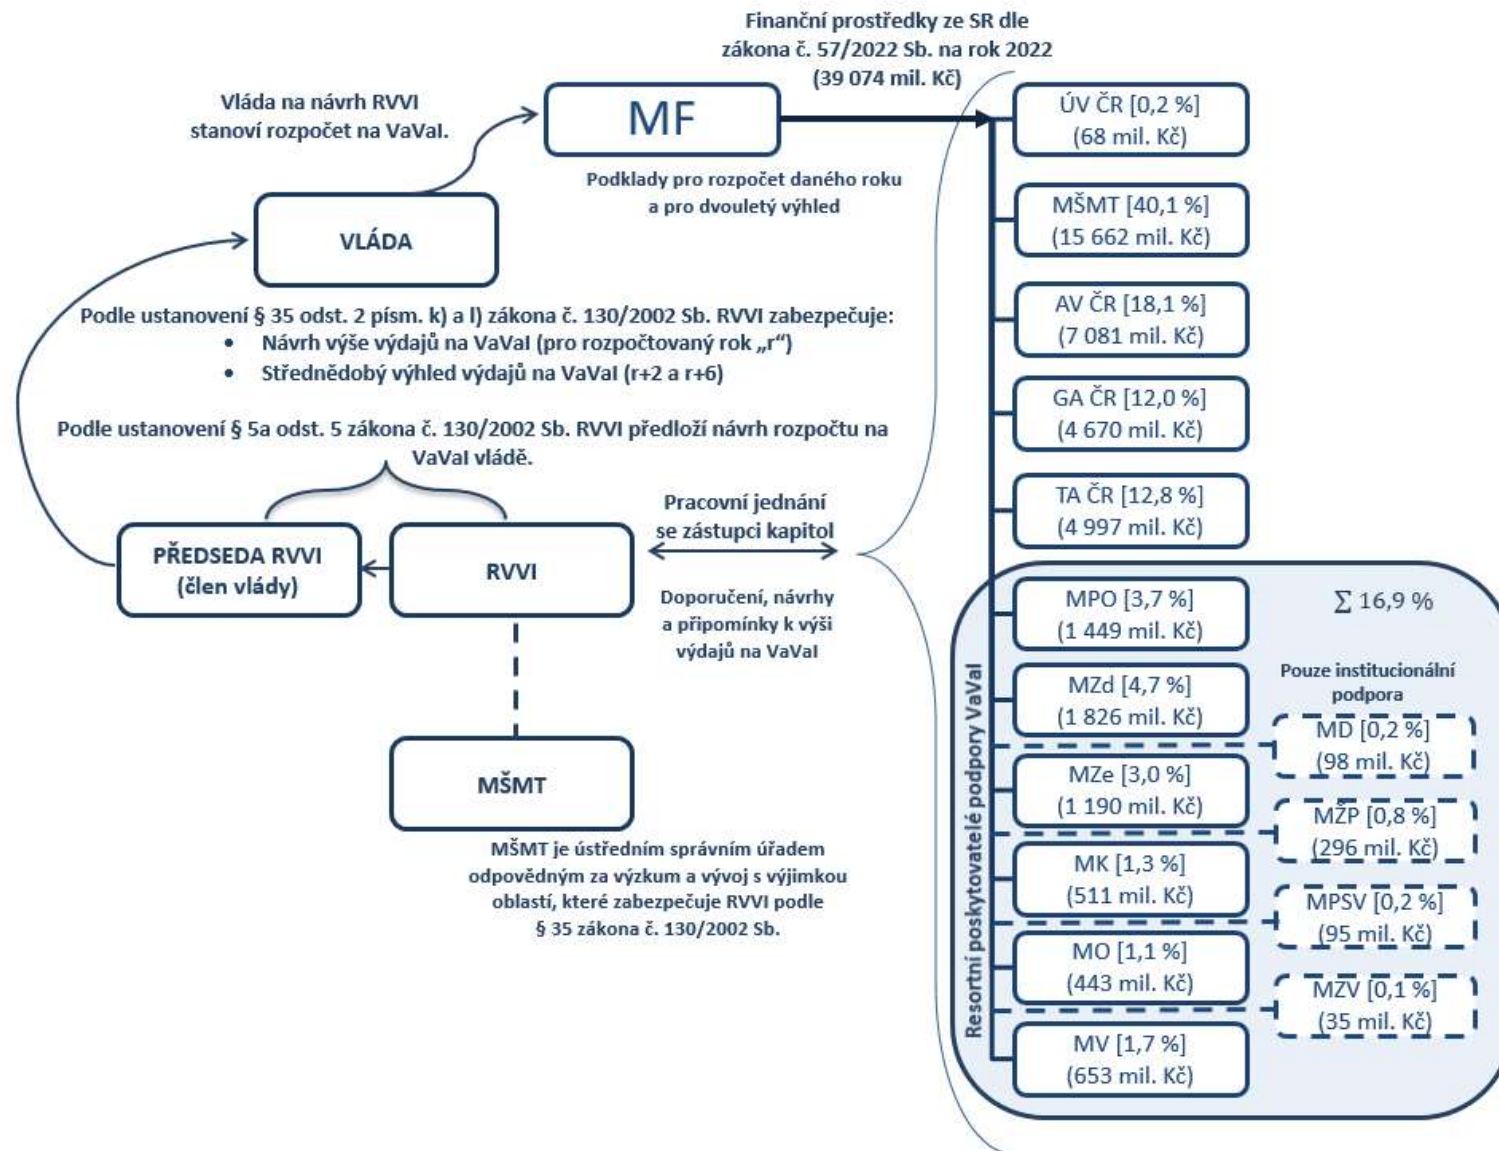 Finanční prostředky ze SR dle
zákona č. 57/2022 Sb. na rok 2022
(39 074 mil. Kč)
Vláda na návrh RVVI
stanoví rozpočet na VaVaI.
MF
Podklady pro rozpočet daného roku
a pro dvouletý výhled
VLÁDA
Podle ustanovení § 35 odst. 2 písm. k) a l) zákona č. 130/2002 Sb. RVVI zabezpečuje:
• Návrh výše výdajů na VaVaI (pro rozpočtovaný rok „r“)
• Střednědobý výhled výdajů na VaVaI (r+2 a r+6)
Podle ustanovení § 5a odst. 5 zákona č. 130/2002 Sb. RVVI předloží návrh rozpočtu na
VaVaI vládě.
PŘEDSEDA RVVI
(člen vlády)
RVVI
Pracovní jednání
se zástupci kapitol
Doporučení, návrhy
a připomínky k výši
výdajů na VaVaI
MŠMT
MŠMT je ústředním správním úřadem
odpovědným za výzkum a vývoj s výjimkou
oblastí, které zabezpečuje RVVI podle
§ 35 zákona č. 130/2002 Sb.
ÚV ČR [0,2 %]
(68 mil. Kč)
MŠMT [40,1 %]
(15 662 mil. Kč)
AV ČR [18,1 %]
(7 081 mil. Kč)
GA ČR [12,0 %]
(4 670 mil. Kč)
TA ČR [12,8 %]
(4 997 mil. Kč)
Resortní poskytovatelé podpory VaVaI
MPO [3,7 %]
(1 449 mil. Kč)
MZd [4,7 %]
(1 826 mil. Kč)
MZe [3,0 %]
(1 190 mil. Kč)
MK [1,3 %]
(511 mil. Kč)
MO [1,1 %]
(443 mil. Kč)
MV [1,7 %]
(653 mil. Kč)
∑ 16,9 %
Pouze institucionální
podpora
MD [0,2 %]
(98 mil. Kč)
MŽP [0,8 %]
(296 mil. Kč)
MPSV [0,2 %]
(95 mil. Kč)
MZV [0,1 %]
(35 mil. Kč)